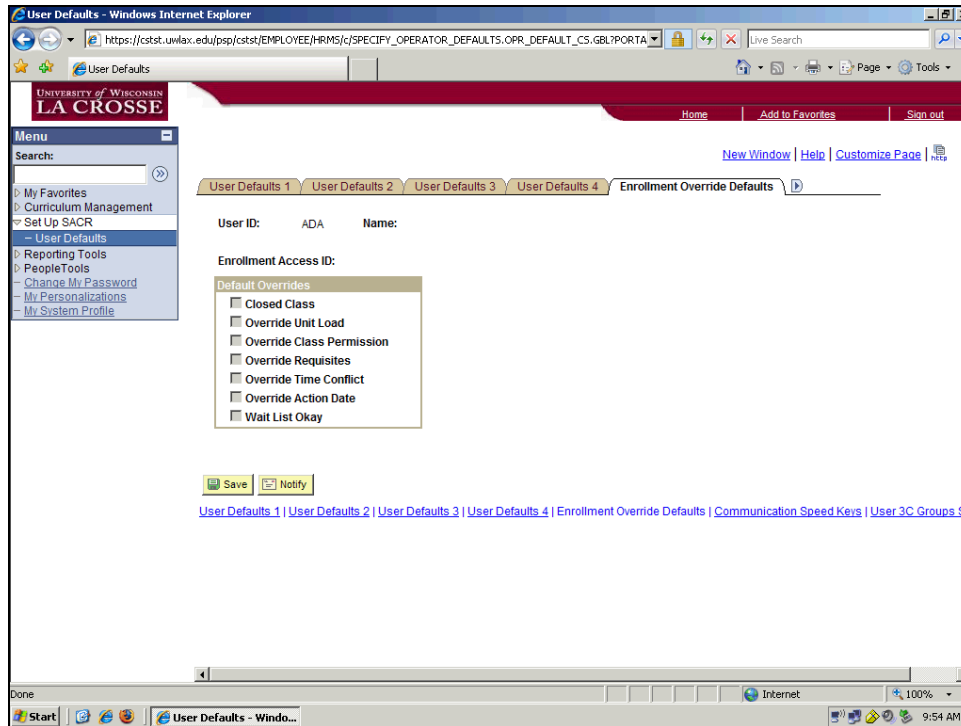 User Defaults - Windows Internet Explorer
https://cstst.uwlax.edu/psp/cstst/EMPLOYEE/HRMS/c/SPECIFY_OPERATOR_DEFAULTS.OPR_DEFAULT_CS.GBL?PORTA
Live Search
User Defaults
Page
Tools
UNIVERSITY of WISCONSIN
LA CROSSE
Home
Add to Favorites
Sign out
Menu
Search:
My Favorites
Curriculum Management
Set Up SACR
– User Defaults
Reporting Tools
PeopleTools
– Change My Password
– My Personalizations
– My System Profile
New Window | Help | Customize Page |
User Defaults 1 User Defaults 2 User Defaults 3 User Defaults 4 Enrollment Override Defaults
User ID: ADA Name:
Enrollment Access ID:
Default Overrides
Closed Class
Override Unit Load
Override Class Permission
Override Requisites
Override Time Conflict
Override Action Date
Wait List Okay
Save Notify
User Defaults 1 | User Defaults 2 | User Defaults 3 | User Defaults 4 | Enrollment Override Defaults | Communication Speed Keys | User 3C Groups S
Done
Internet
100%
Start
User Defaults - Windo...
9:54 AM